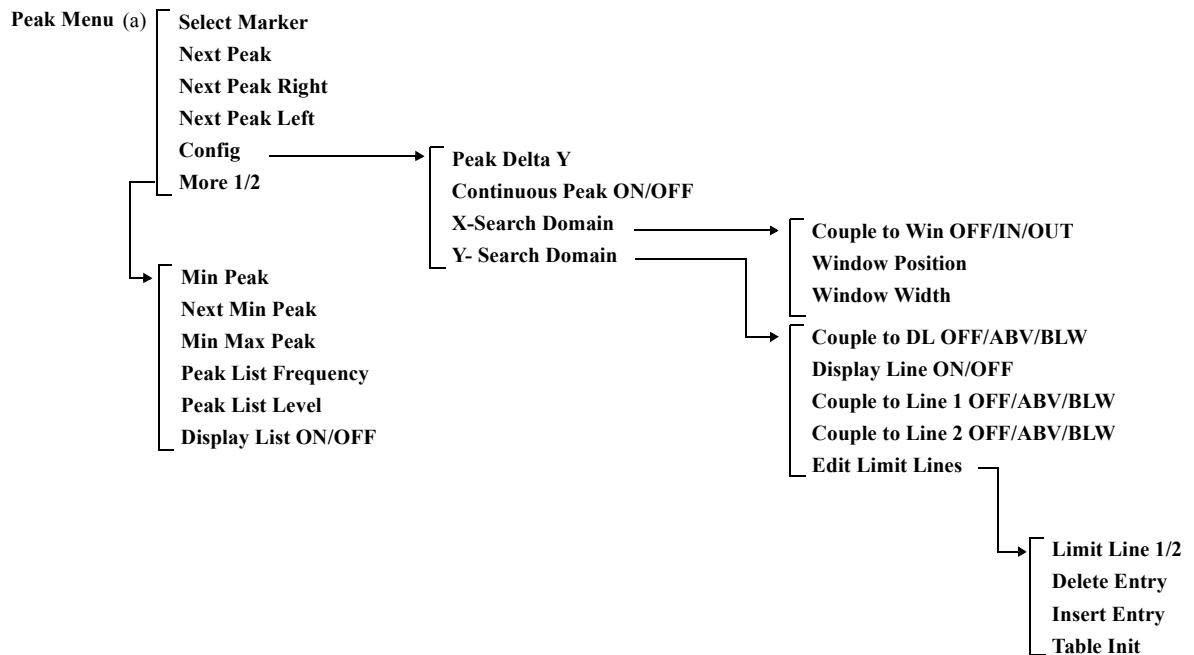 Peak Menu (a)
Select Marker
Next Peak
Next Peak Right
Next Peak Left
Config
More 1/2
Peak Delta Y
Continuous Peak ON/OFF
X-Search Domain
Y- Search Domain
Couple to Win OFF/IN/OUT
Window Position
Window Width
Min Peak
Next Min Peak
Min Max Peak
Peak List Frequency
Peak List Level
Display List ON/OFF
Couple to DL OFF/ABV/BLW
Display Line ON/OFF
Couple to Line 1 OFF/ABV/BLW
Couple to Line 2 OFF/ABV/BLW
Edit Limit Lines
Limit Line 1/2
Delete Entry
Insert Entry
Table Init